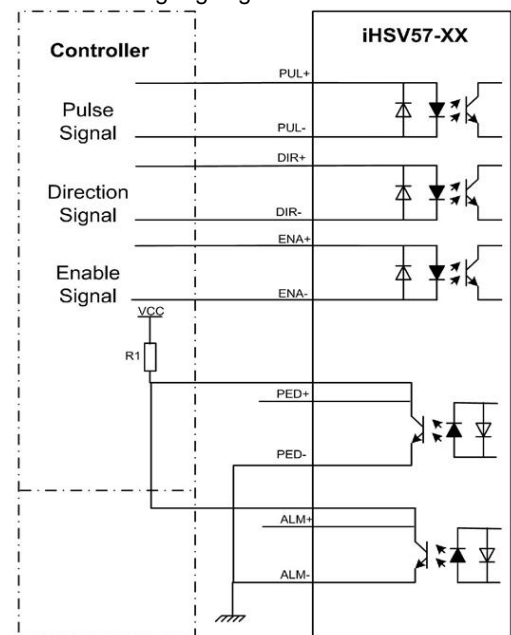 iHSV57-XX
Controller
PUL+
Pulse
Signal
PUL-
DIR+
Direction
Signal
DIR-
ENA+
Enable
Signal
ENA-
VCC
R1
PED+
PED-
ALM+
ALM-